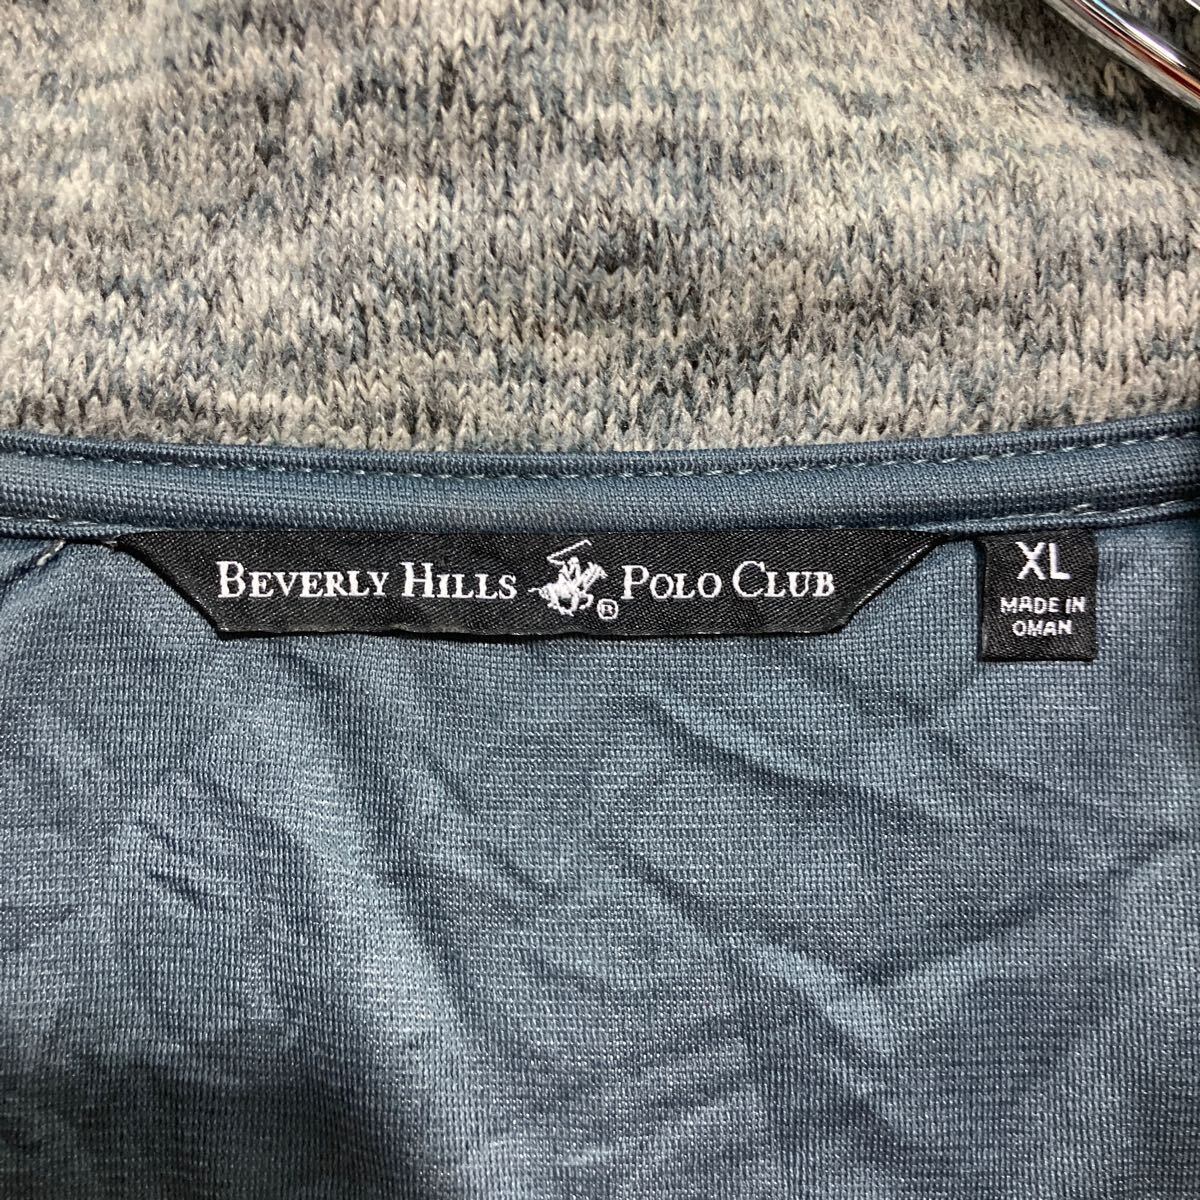 BEVERLY HILLS ® POLO CLUB
XL
MADE IN
OMAN